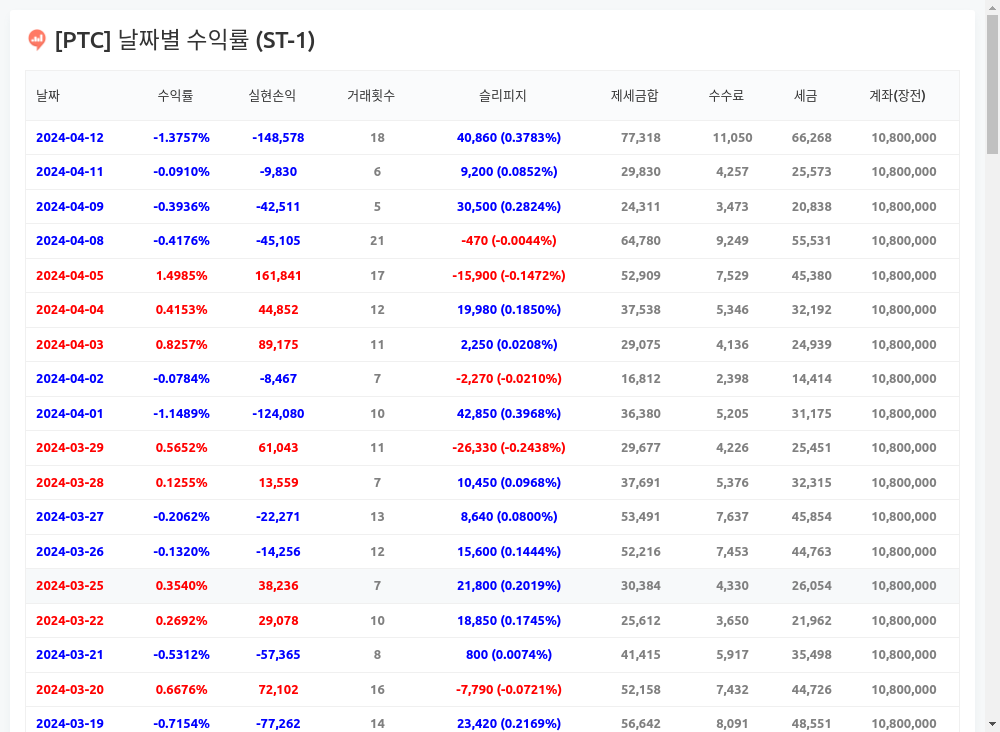 [PTC] 날짜별 수익률 (ST-1)
날짜 수익률 실현손익 거래횟수 슬리피지 제세금합 수수료 세금 계좌(장전)
2024-04-12 -1.3757% -148,578 18 40,860 (0.3783%) 77,318 11,050 66,268 10,800,000
2024-04-11 -0.0910% -9,830 6 9,200 (0.0852%) 29,830 4,257 25,573 10,800,000
2024-04-09 -0.3936% -42,511 5 30,500 (0.2824%) 24,311 3,473 20,838 10,800,000
2024-04-08 -0.4176% -45,105 21 -470 (-0.0044%) 64,780 9,249 55,531 10,800,000
2024-04-05 1.4985% 161,841 17 -15,900 (-0.1472%) 52,909 7,529 45,380 10,800,000
2024-04-04 0.4153% 44,852 12 19,980 (0.1850%) 37,538 5,346 32,192 10,800,000
2024-04-03 0.8257% 89,175 11 2,250 (0.0208%) 29,075 4,136 24,939 10,800,000
2024-04-02 -0.0784% -8,467 7 -2,270 (-0.0210%) 16,812 2,398 14,414 10,800,000
2024-04-01 -1.1489% -124,080 10 42,850 (0.3968%) 36,380 5,205 31,175 10,800,000
2024-03-29 0.5652% 61,043 11 -26,330 (-0.2438%) 29,677 4,226 25,451 10,800,000
2024-03-28 0.1255% 13,559 7 10,450 (0.0968%) 37,691 5,376 32,315 10,800,000
2024-03-27 -0.2062% -22,271 13 8,640 (0.0800%) 53,491 7,637 45,854 10,800,000
2024-03-26 -0.1320% -14,256 12 15,600 (0.1444%) 52,216 7,453 44,763 10,800,000
2024-03-25 0.3540% 38,236 7 21,800 (0.2019%) 30,384 4,330 26,054 10,800,000
2024-03-22 0.2692% 29,078 10 18,850 (0.1745%) 25,612 3,650 21,962 10,800,000
2024-03-21 -0.5312% -57,365 8 800 (0.0074%) 41,415 5,917 35,498 10,800,000
2024-03-20 0.6676% 72,102 16 -7,790 (-0.0721%) 52,158 7,432 44,726 10,800,000
2024-03-19 -0.7154% -77,262 14 23,420 (0.2169%) 56,642 8,091 48,551 10,800,000